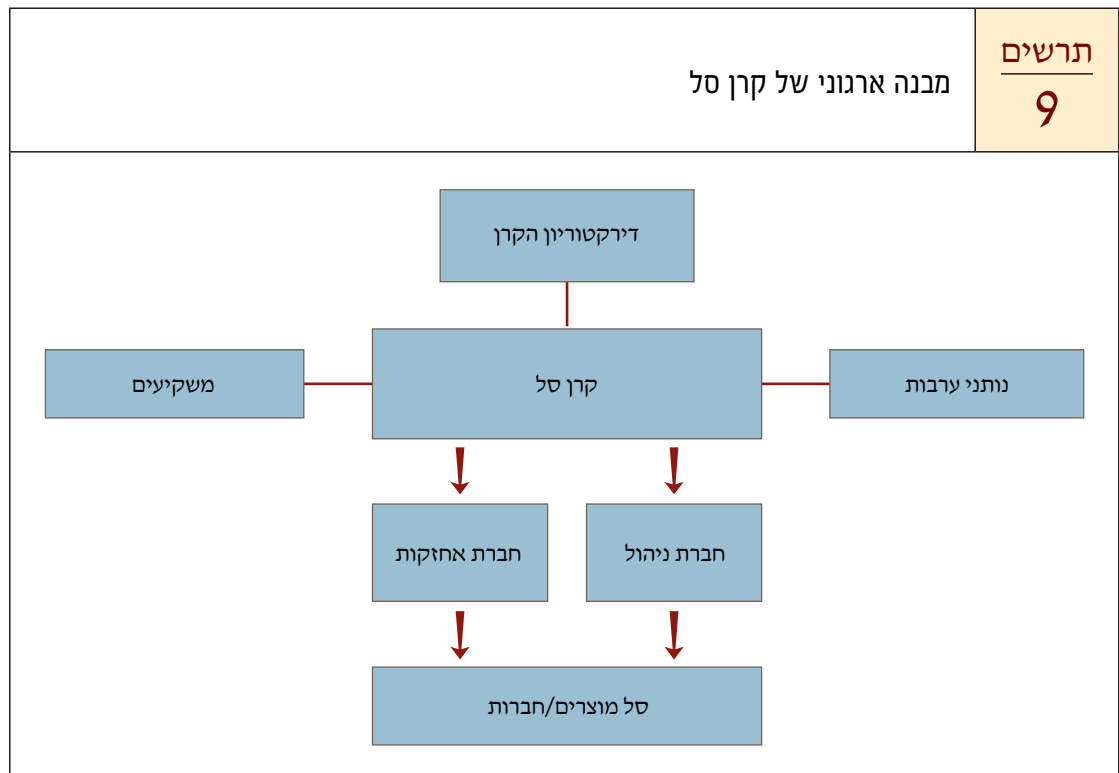 תרשים
9
מבנה ארגוני של קרן סל
דירקטוריון הקרן
נותני ערבות
קרן סל
משקיעים
חברת ניהול
חברת אחזקות
סל מוצרים/חברות